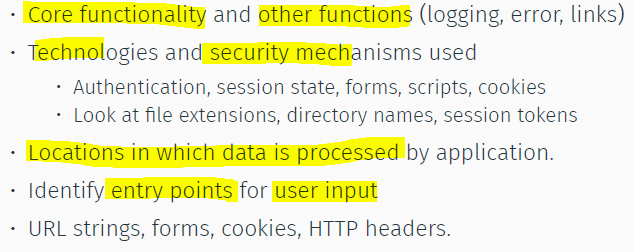 • Core functionality and other functions (logging, error, links)
• Technologies and security mechanisms used
• Authentication, session state, forms, scripts, cookies
• Look at file extensions, directory names, session tokens
• Locations in which data is processed by application.
• Identify entry points for user input
• URL strings, forms, cookies, HTTP headers.